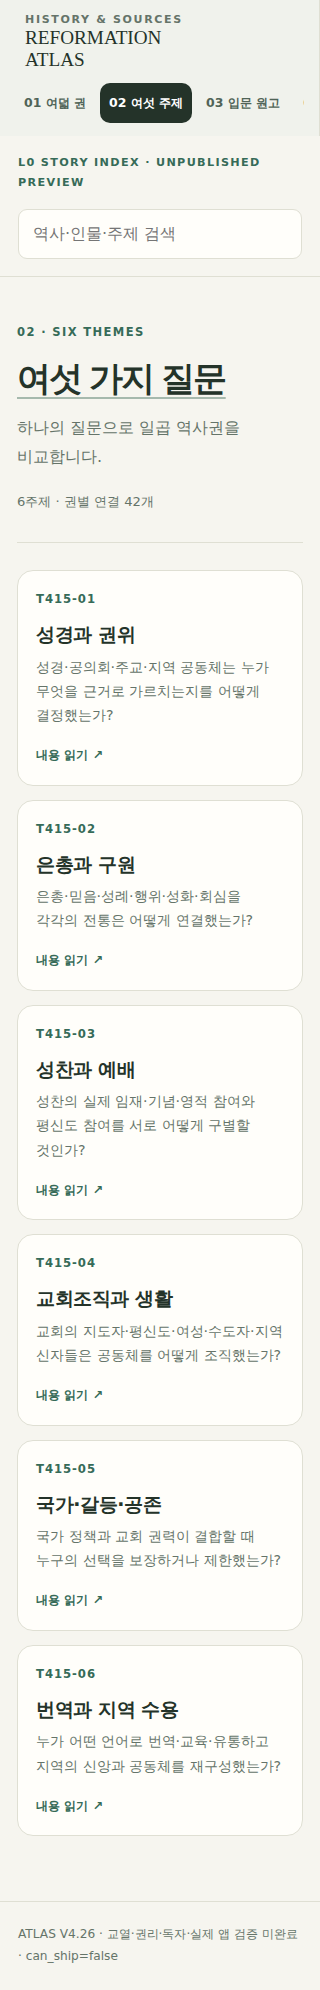 HISTORY & SOURCES
REFORMATION
ATLAS
01 여덟 권 02 여섯 주제 03 입문 원고
L0 STORY INDEX · UNPUBLISHED
PREVIEW
역사·인물·주제 검색
02 · SIX THEMES
여섯 가지 질문
하나의 질문으로 일곱 역사권을
비교합니다.
6주제 · 권별 연결 42개
T415-01
성경과 권위
성경·공의회·주교·지역 공동체는 누가
무엇을 근거로 가르치는지를 어떻게
결정했는가?
내용 읽기 ↗
T415-02
은총과 구원
은총·믿음·성례·행위·성화·회심을
각각의 전통은 어떻게 연결했는가?
내용 읽기 ↗
T415-03
성찬과 예배
성찬의 실제 임재·기념·영적 참여와
평신도 참여를 서로 어떻게 구별할
것인가?
내용 읽기 ↗
T415-04
교회조직과 생활
교회의 지도자·평신도·여성·수도자·지역
신자들은 공동체를 어떻게 조직했는가?
내용 읽기 ↗
T415-05
국가·갈등·공존
국가 정책과 교회 권력이 결합할 때
누구의 선택을 보장하거나 제한했는가?
내용 읽기 ↗
T415-06
번역과 지역 수용
누가 어떤 언어로 번역·교육·유통하고
지역의 신앙과 공동체를 재구성했는가?
내용 읽기 ↗
ATLAS V4.26 · 교열·권리·독자·실제 앱 검증 미완료
· can_ship=false